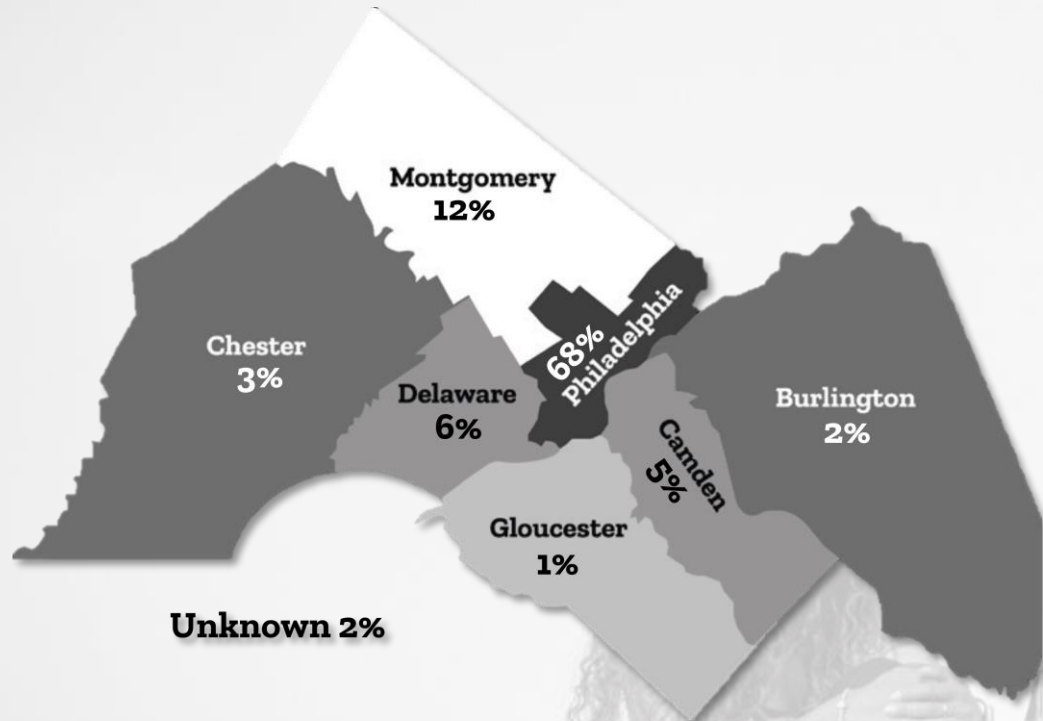 Montgomery
12%
Chester
3%
Delaware
6%
68%
Philadelphia
Camden
5%
Burlington
2%
Gloucester
1%
Unknown 2%